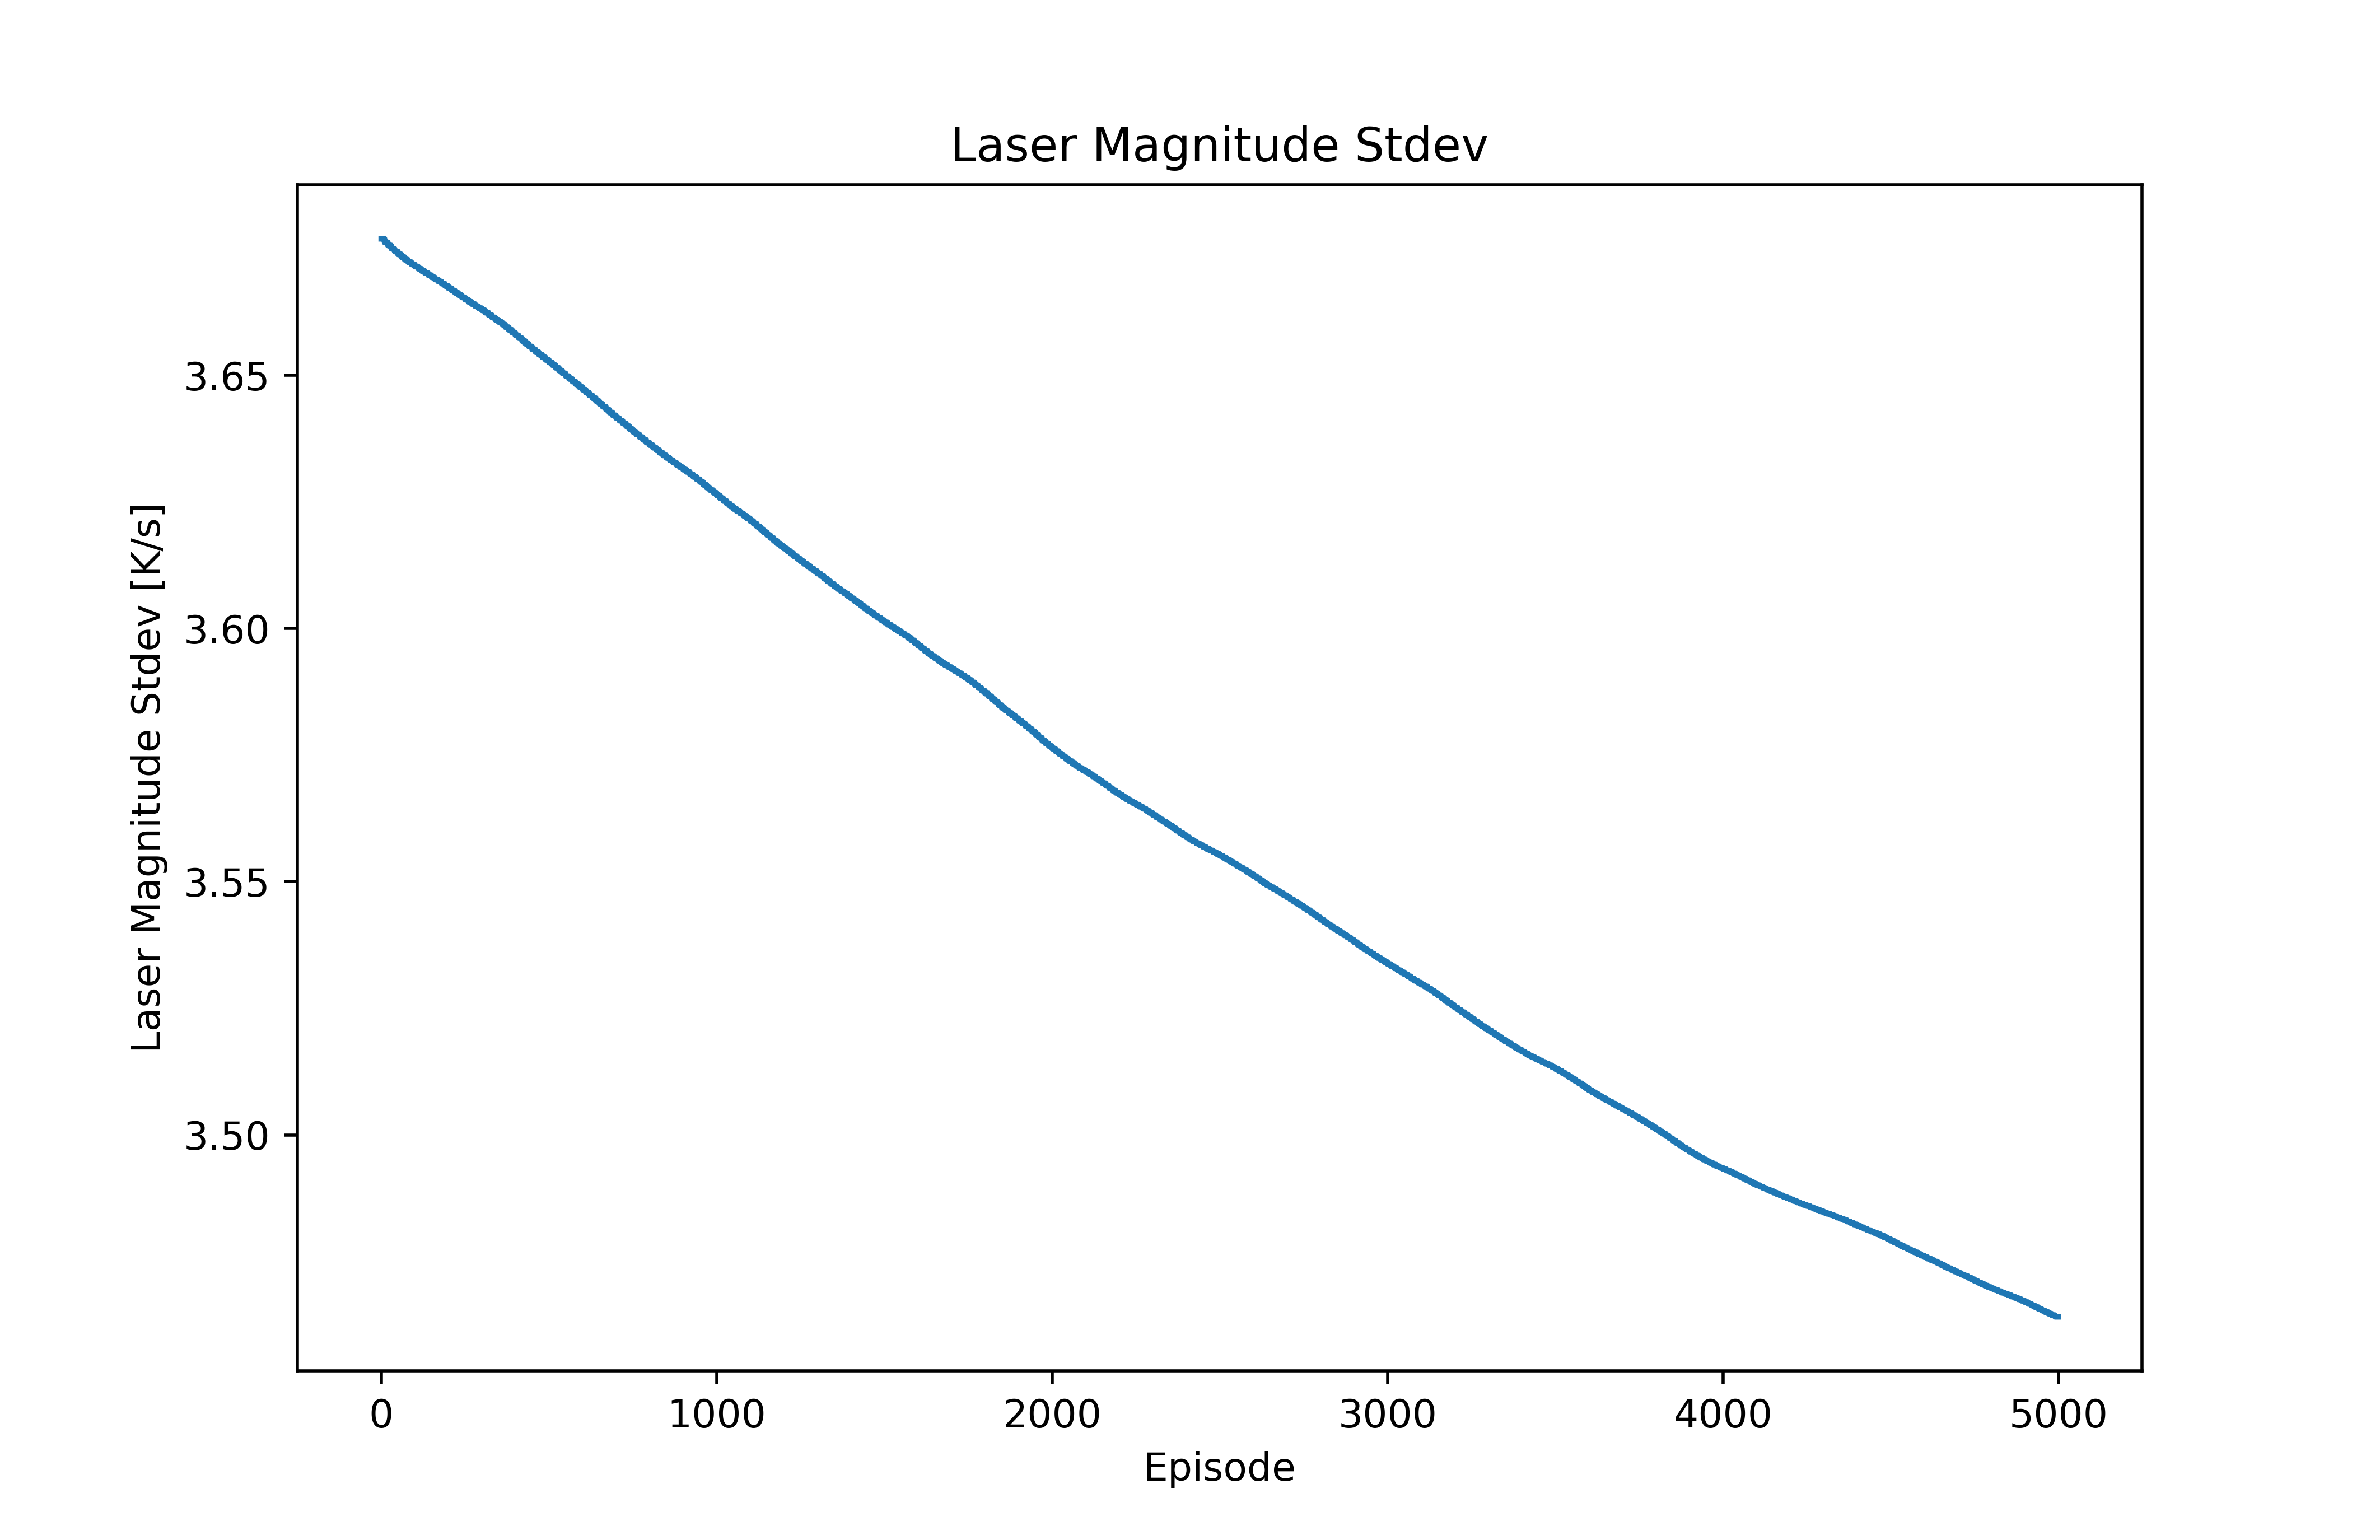 Laser Magnitude Stdev
Laser Magnitude Stdev [K/s]
3.65
3.60
3.55
3.50
0 1000 2000 3000 4000 5000
Episode